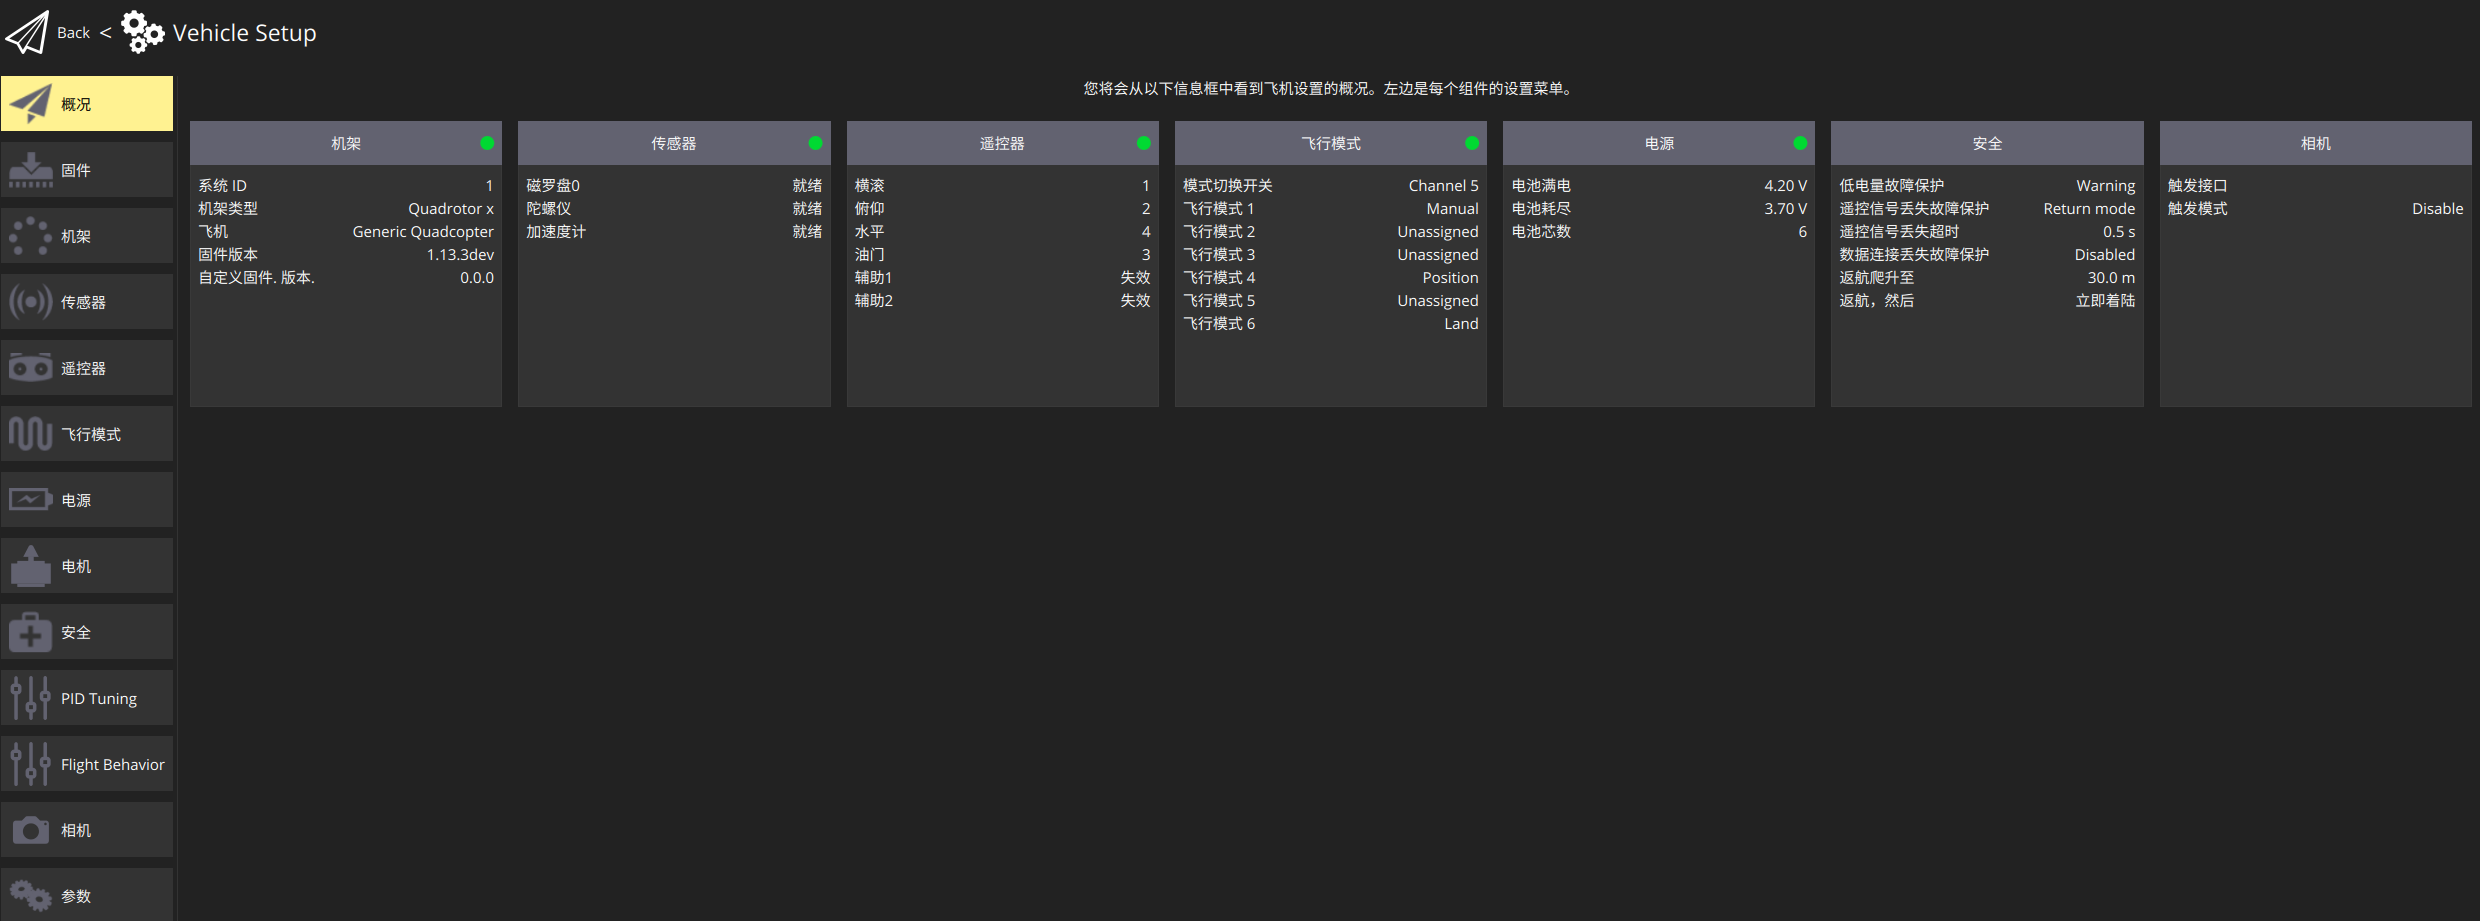 Back < Vehicle Setup
概况
固件
机架
传感器
遥控器
飞行模式
电源
电机
安全
PID Tuning
Flight Behavior
相机
参数
您将会从以下信息框中看到飞机设置的概况。左边是每个组件的设置菜单。
机架
系统 ID 1
机架类型 Quadrotor x
飞机 Generic Quadcopter
固件版本 1.13.3dev
自定义固件. 版本. 0.0.0
传感器
磁罗盘0 就绪
陀螺仪 就绪
加速度计 就绪
遥控器
横滚 1
俯仰 2
水平 4
油门 3
辅助1 失效
辅助2 失效
飞行模式
模式切换开关 Channel 5
飞行模式 1 Manual
飞行模式 2 Unassigned
飞行模式 3 Unassigned
飞行模式 4 Position
飞行模式 5 Unassigned
飞行模式 6 Land
电源
电池满电 4.20 V
电池耗尽 3.70 V
电池芯数 6
安全
低电量故障保护 Warning
遥控信号丢失故障保护 Return mode
遥控信号丢失超时 0.5 s
数据连接丢失故障保护 Disabled
返航爬升至 30.0 m
返航，然后 立即着陆
相机
触发接口
触发模式 Disable